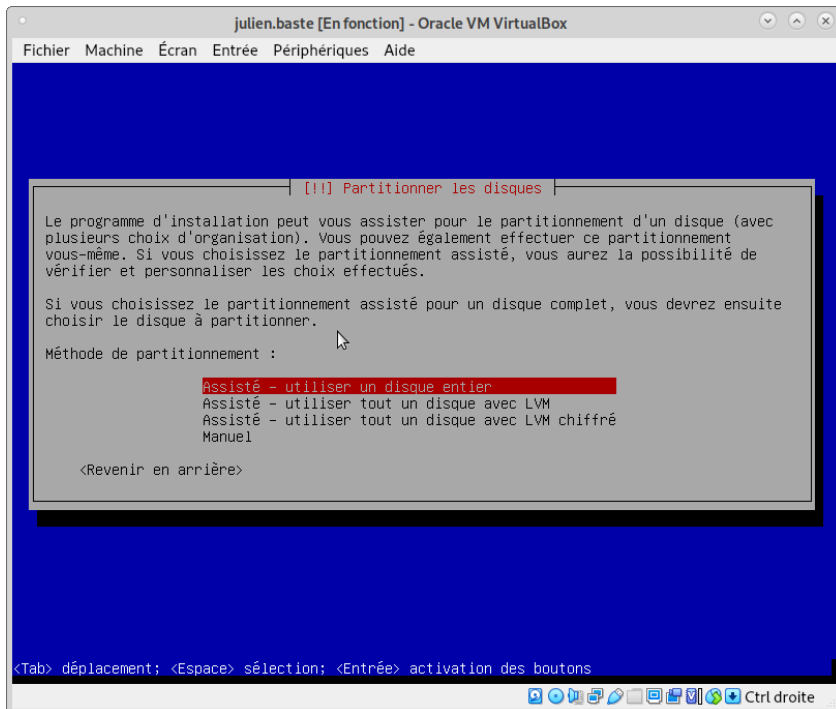 julien.baste [En fonction] - Oracle VM VirtualBox
Fichier Machine Écran Entrée Périphériques Aide
[!!] Partitionner les disques
Le programme d'installation peut vous assister pour le partitionnement d'un disque (avec
plusieurs choix d'organisation). Vous pouvez également effectuer ce partitionnement
vous-même. Si vous choisissez le partitionnement assisté, vous aurez la possibilité de
vérifier et personnaliser les choix effectués.
Si vous choisissez le partitionnement assisté pour un disque complet, vous devrez ensuite
choisir le disque à partitionner.
Méthode de partitionnement :
Assisté - utiliser un disque entier
Assisté - utiliser tout un disque avec LVM
Assisté - utiliser tout un disque avec LVM chiffré
Manuel
<Revenir en arrière>
<Tab> déplacement; <Espace> sélection; <Entrée> activation des boutons
Ctrl droite